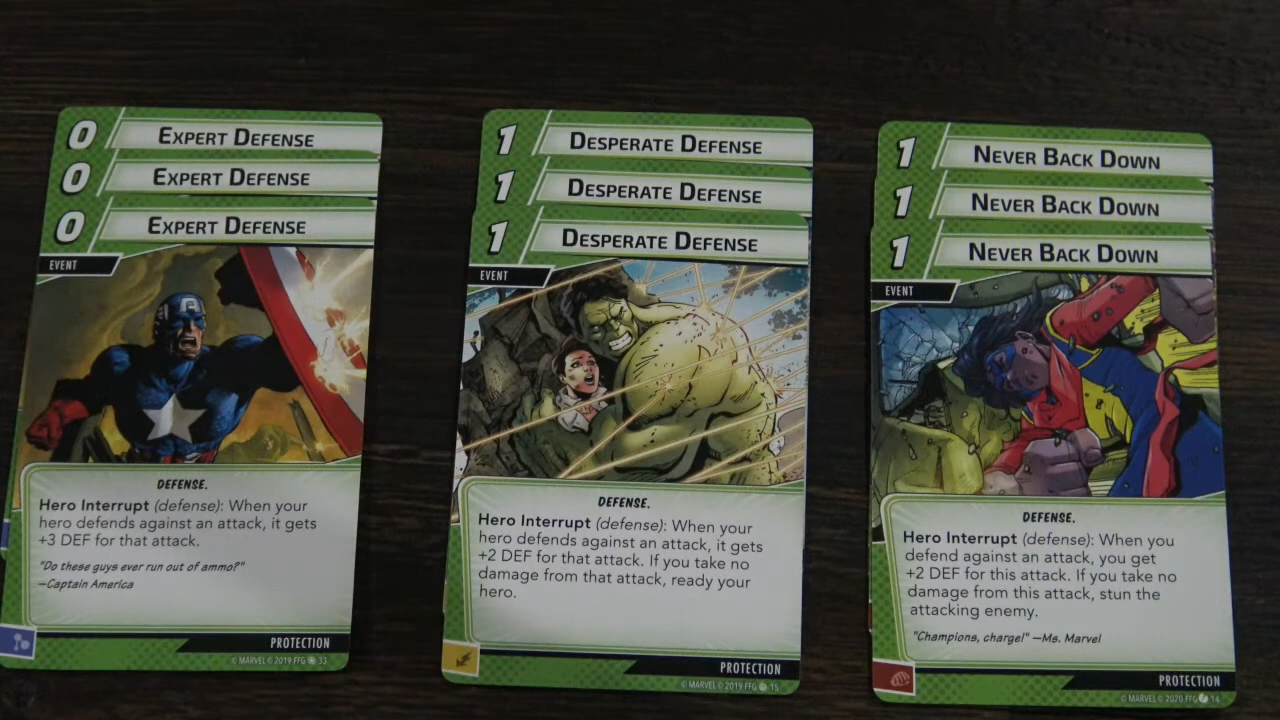 0 EXPERT DEFENSE
0 EXPERT DEFENSE
0 EXPERT DEFENSE
EVENT
DEFENSE.
Hero Interrupt (defense): When your
hero defends against an attack, it gets
+3 DEF for that attack.
"Do these guys ever run out of ammo?"
—Captain America
PROTECTION
© MARVEL © 2019 FFG 33
1 DESPERATE DEFENSE
1 DESPERATE DEFENSE
1 DESPERATE DEFENSE
EVENT
DEFENSE.
Hero Interrupt (defense): When your
hero defends against an attack, it gets
+2 DEF for that attack. If you take no
damage from that attack, ready your
hero.
PROTECTION
© MARVEL © 2019 FFG 15
1 NEVER BACK DOWN
1 NEVER BACK DOWN
1 NEVER BACK DOWN
EVENT
DEFENSE.
Hero Interrupt (defense): When you
defend against an attack, you get
+2 DEF for this attack. If you take no
damage from this attack, stun the
attacking enemy.
"Champions, charge!" —Ms. Marvel
PROTECTION
© MARVEL © 2020 FFG 14